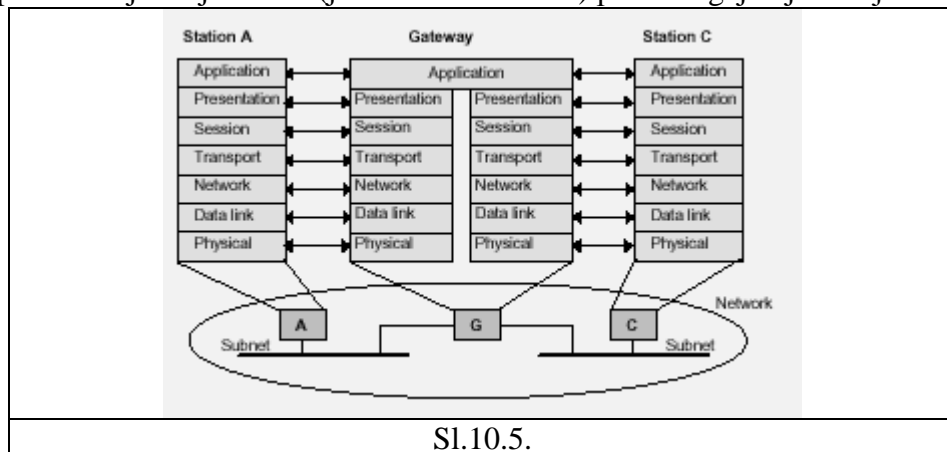 Station A Gateway Station C
Application Application Application
Presentation Presentation Presentation Presentation
Session Session Session Session
Transport Transport Transport Transport
Network Network Network Network
Data link Data link Data link Data link
Physical Physical Physical Physical
Network
A G C
Subnet Subnet
Sl.10.5.